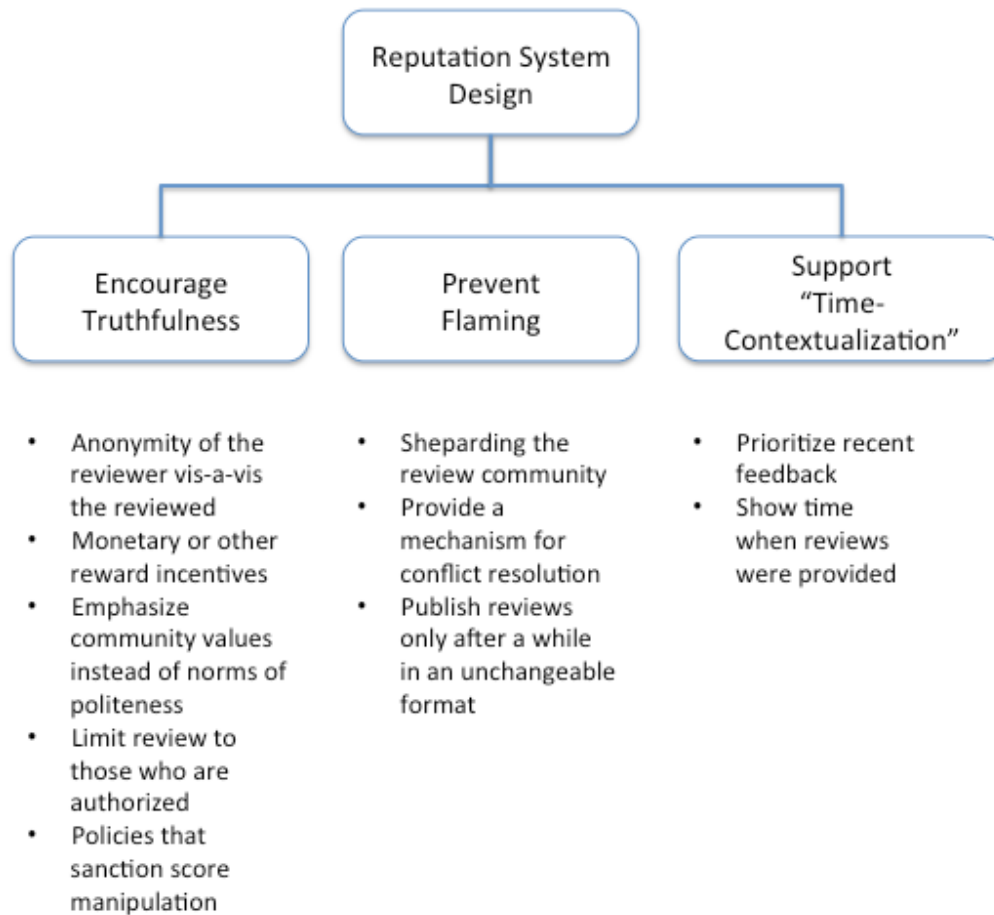 Reputation System
Design
Encourage
Truthfulness
Prevent
Flaming
Support
“Time-
Contextualization”
• Anonymity of the
reviewer vis-a-vis
the reviewed
• Monetary or other
reward incentives
• Emphasize
community values
instead of norms of
politeness
• Limit review to
those who are
authorized
• Policies that
sanction score
manipulation
• Sheparding the
review community
• Provide a
mechanism for
conflict resolution
• Publish reviews
only after a while
in an unchangeable
format
• Prioritize recent
feedback
• Show time
when reviews
were provided